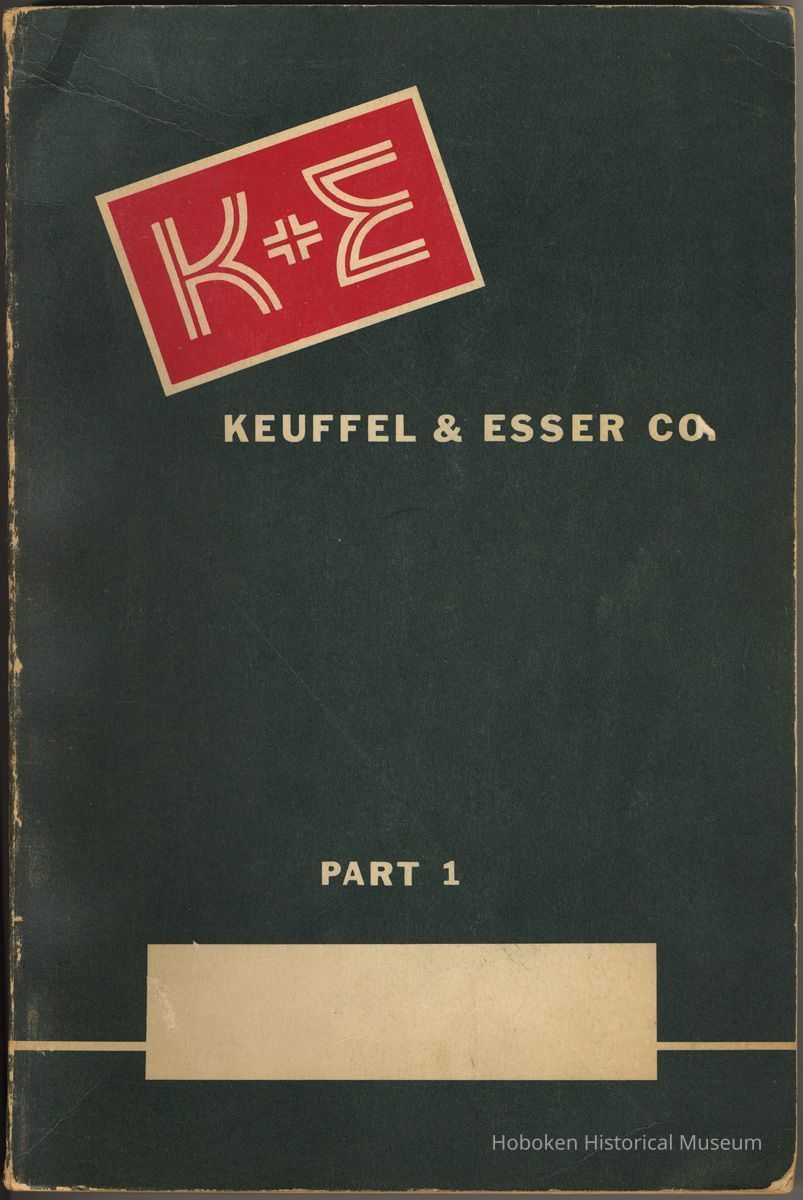 K+E
KEUFFEL & ESSER CO.
PART 1
Hoboken Historical Museum